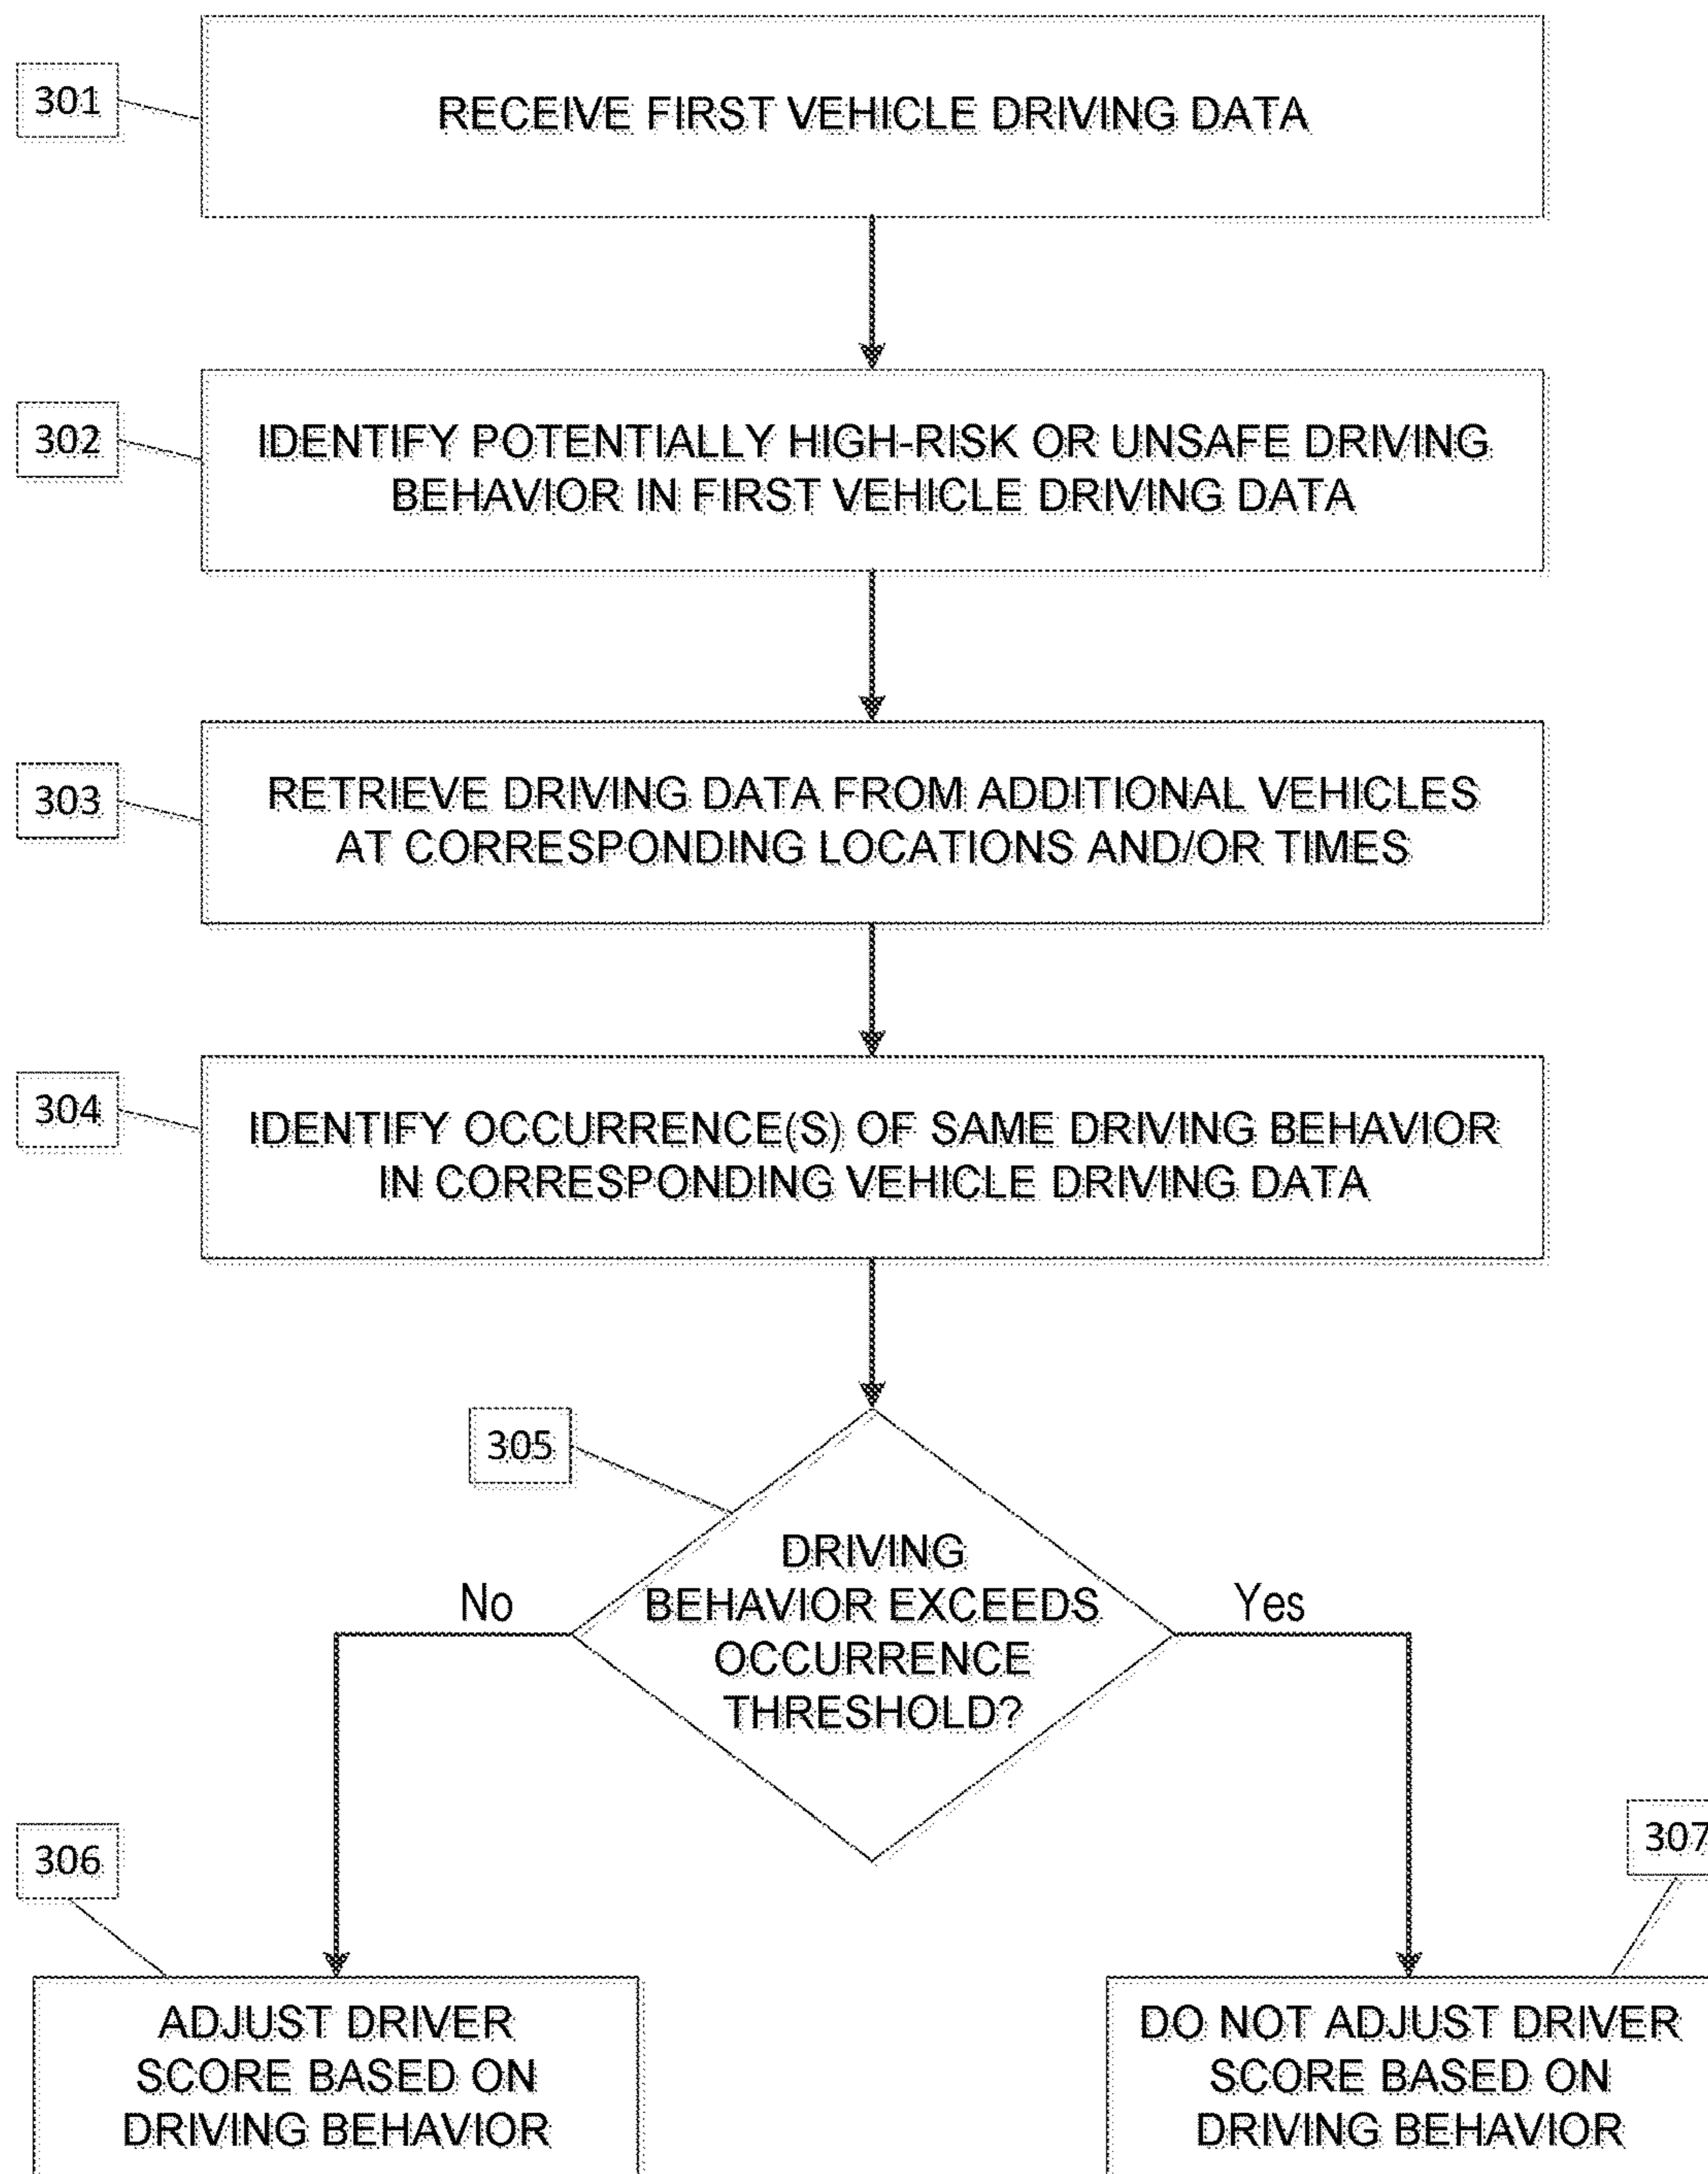 301
RECEIVE FIRST VEHICLE DRIVING DATA
302
IDENTIFY POTENTIALLY HIGH-RISK OR UNSAFE DRIVING
BEHAVIOR IN FIRST VEHICLE DRIVING DATA
303
RETRIEVE DRIVING DATA FROM ADDITIONAL VEHICLES
AT CORRESPONDING LOCATIONS AND/OR TIMES
304
IDENTIFY OCCURRENCE(S) OF SAME DRIVING BEHAVIOR
IN CORRESPONDING VEHICLE DRIVING DATA
305
DRIVING
BEHAVIOR EXCEEDS
OCCURRENCE
THRESHOLD?
No
Yes
306
307
ADJUST DRIVER
SCORE BASED ON
DRIVING BEHAVIOR
DO NOT ADJUST DRIVER
SCORE BASED ON
DRIVING BEHAVIOR